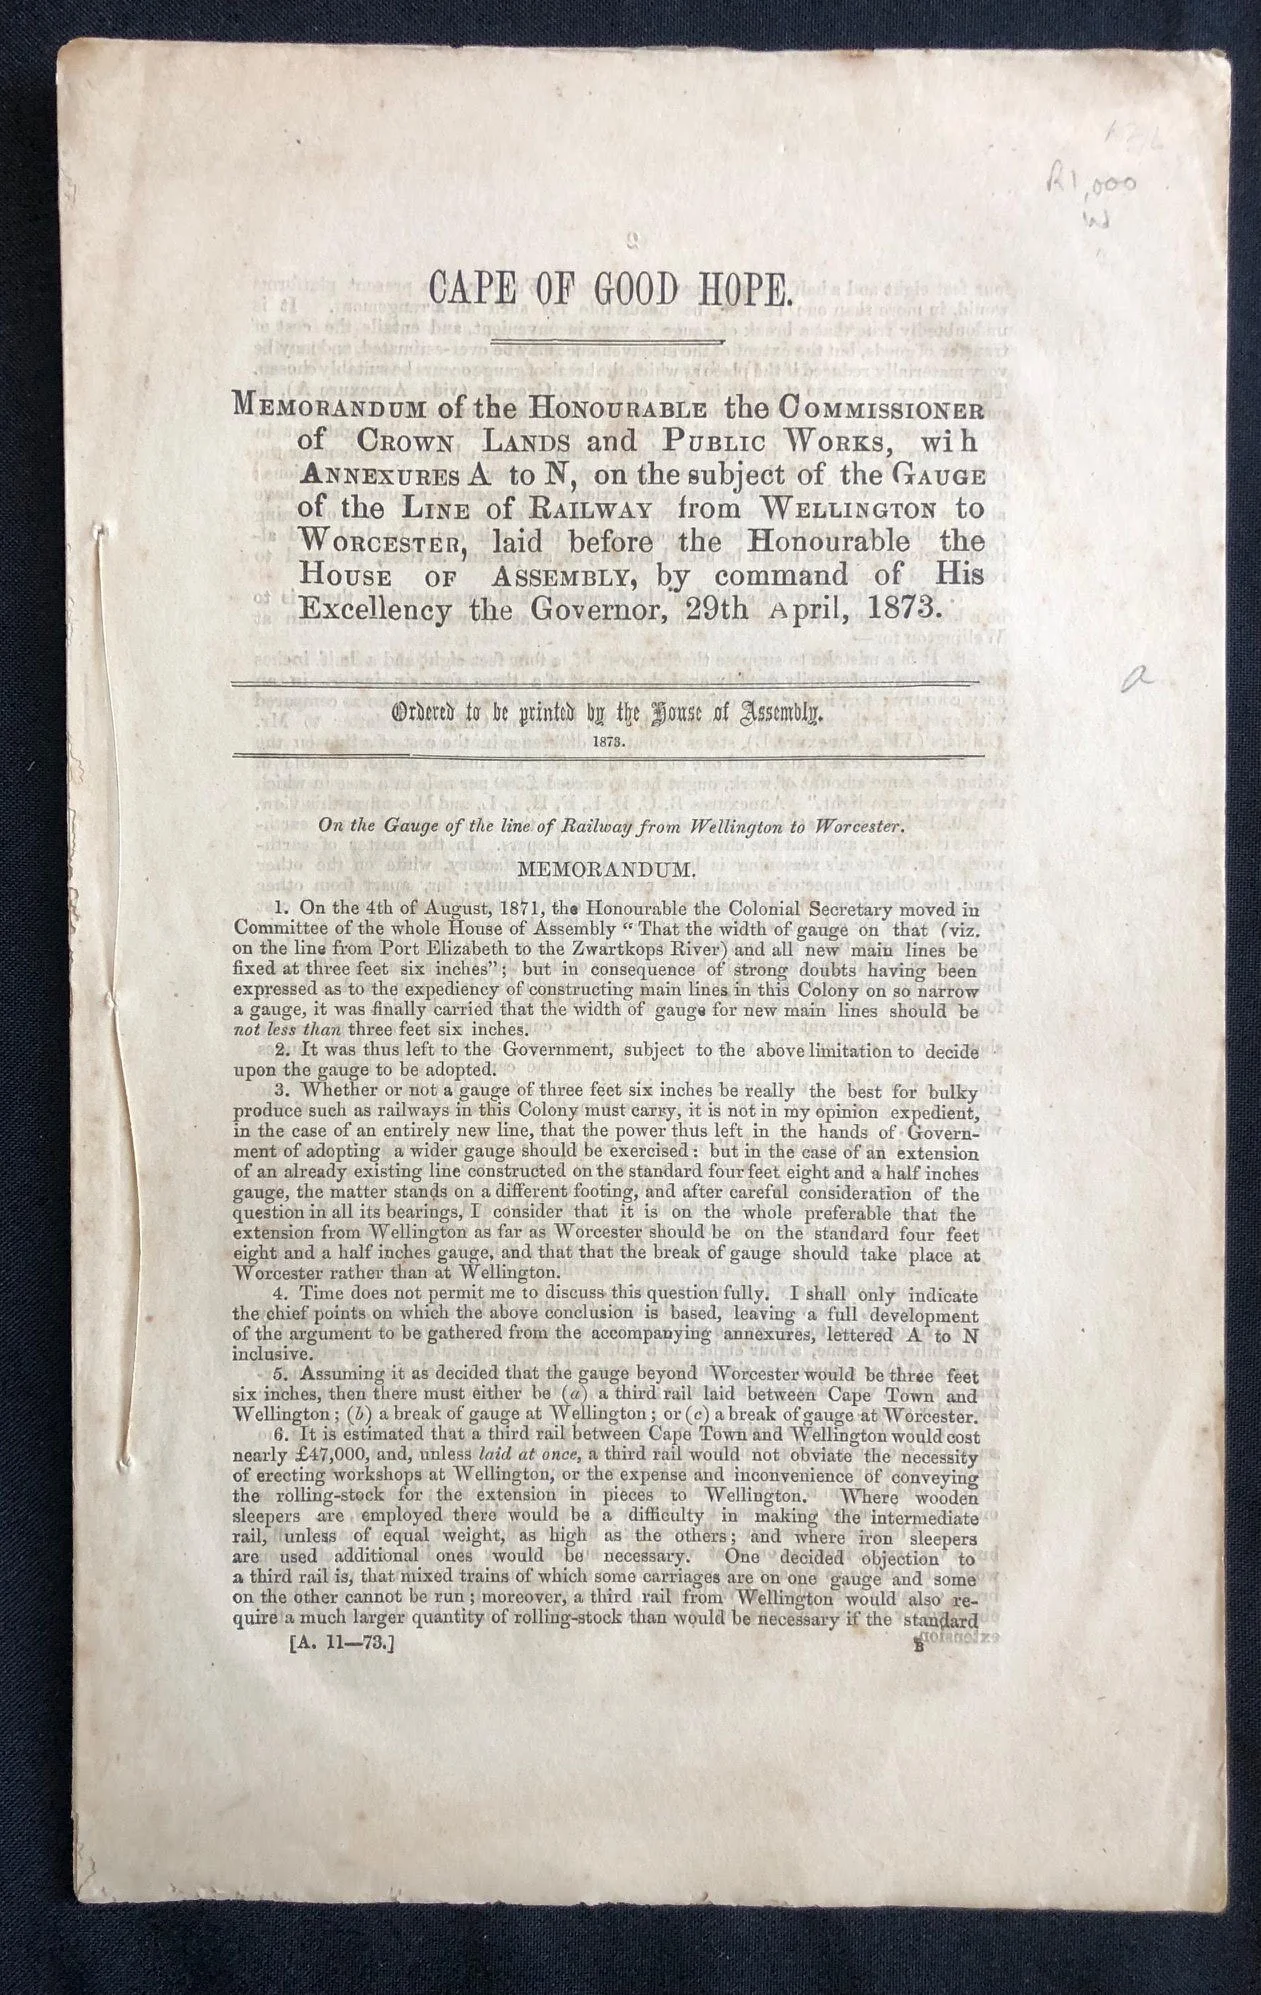 R1,000
CAPE OF GOOD HOPE.
MEMORANDUM of the HONOURABLE the COMMISSIONER
of CROWN LANDS and PUBLIC WORKS, wi h
ANNEXURES A to N, on the subject of the GAUGE
of the LINE of RAILWAY from WELLINGTON to
WORCESTER, laid before the Honourable the
HOUSE OF ASSEMBLY, by command of His
Excellency the Governor, 29th April, 1873.
a
Ordered to be printed by the House of Assembly.
1873.
On the Gauge of the line of Railway from Wellington to Worcester.
MEMORANDUM.
1. On the 4th of August, 1871, the Honourable the Colonial Secretary moved in
Committee of the whole House of Assembly “ That the width of gauge on that (viz.
on the line from Port Elizabeth to the Zwartkops River) and all new main lines be
fixed at three feet six inches”; but in consequence of strong doubts having been
expressed as to the expediency of constructing main lines in this Colony on so narrow
a gauge, it was finally carried that the width of gauge for new main lines should be
not less than three feet six inches.
2. It was thus left to the Government, subject to the above limitation to decide
upon the gauge to be adopted.
3. Whether or not a gauge of three feet six inches be really the best for bulky
produce such as railways in this Colony must carry, it is not in my opinion expedient,
in the case of an entirely new line, that the power thus left in the hands of Govern-
ment of adopting a wider gauge should be exercised: but in the case of an extension
of an already existing line constructed on the standard four feet eight and a half inches
gauge, the matter stands on a different footing, and after careful consideration of the
question in all its bearings, I consider that it is on the whole preferable that the
extension from Wellington as far as Worcester should be on the standard four feet
eight and a half inches gauge, and that that the break of gauge should take place at
Worcester rather than at Wellington.
4. Time does not permit me to discuss this question fully. I shall only indicate
the chief points on which the above conclusion is based, leaving a full development
of the argument to be gathered from the accompanying annexures, lettered A to N
inclusive.
5. Assuming it as decided that the gauge beyond Worcester would be three feet
six inches, then there must either be (a) a third rail laid between Cape Town and
Wellington; (b) a break of gauge at Wellington; or (c) a break of gauge at Worcester.
6. It is estimated that a third rail between Cape Town and Wellington would cost
nearly £47,000, and, unless laid at once, a third rail would not obviate the necessity
of erecting workshops at Wellington, or the expense and inconvenience of conveying
the rolling-stock for the extension in pieces to Wellington. Where wooden
sleepers are employed there would be a difficulty in making the intermediate
rail, unless of equal weight, as high as the others; and where iron sleepers
are used additional ones would be necessary. One decided objection to
a third rail is, that mixed trains of which some carriages are on one gauge and some
on the other cannot be run; moreover, a third rail from Wellington would also re-
quire a much larger quantity of rolling-stock than would be necessary if the standard
[A. 11—73.]
B